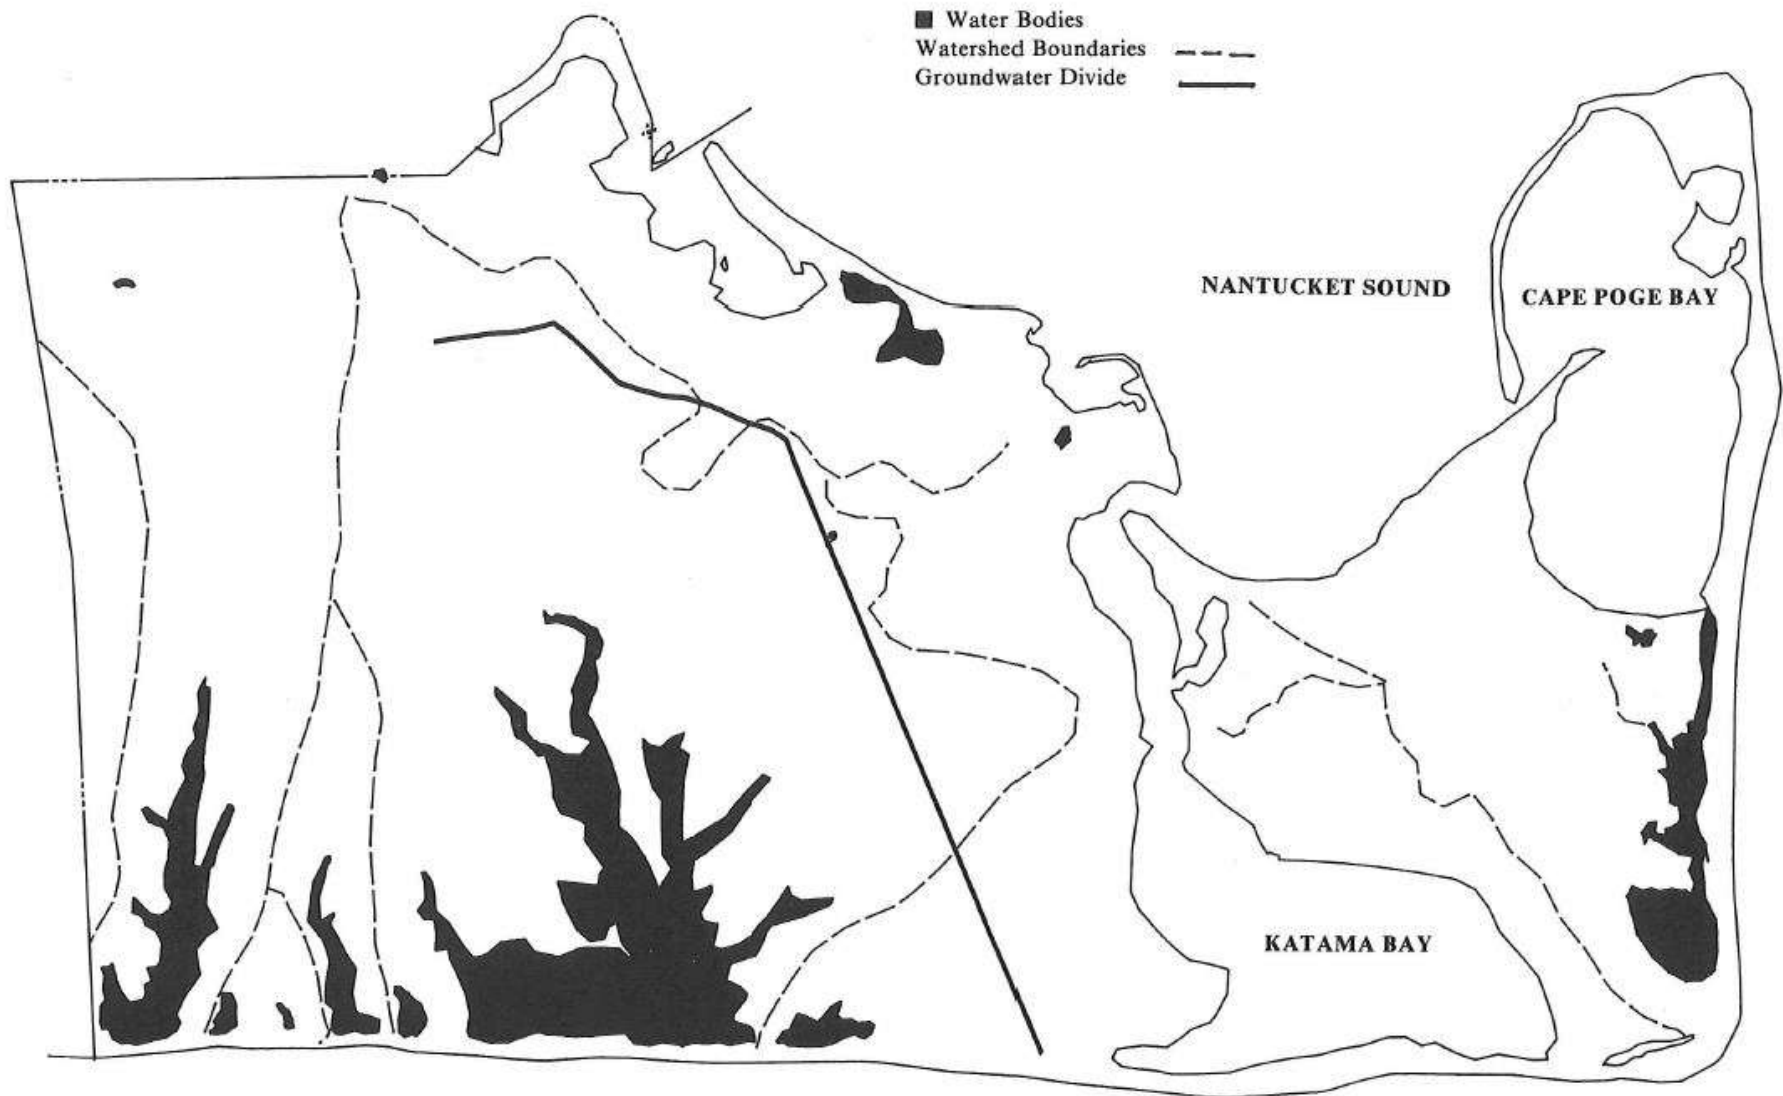 Water Bodies
Watershed Boundaries
Groundwater Divide
NANTUCKET SOUND
CAPE POGE BAY
KATAMA BAY